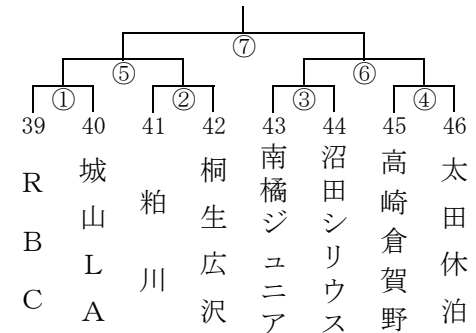 ⑦
⑤ ⑥
① ② ③ ④
39 40 41 42 43 44 45 46
RBC
城山LA
粕川
桐生広沢
南橘ジュニア
沼田シリウス
高崎倉賀野
太田休泊